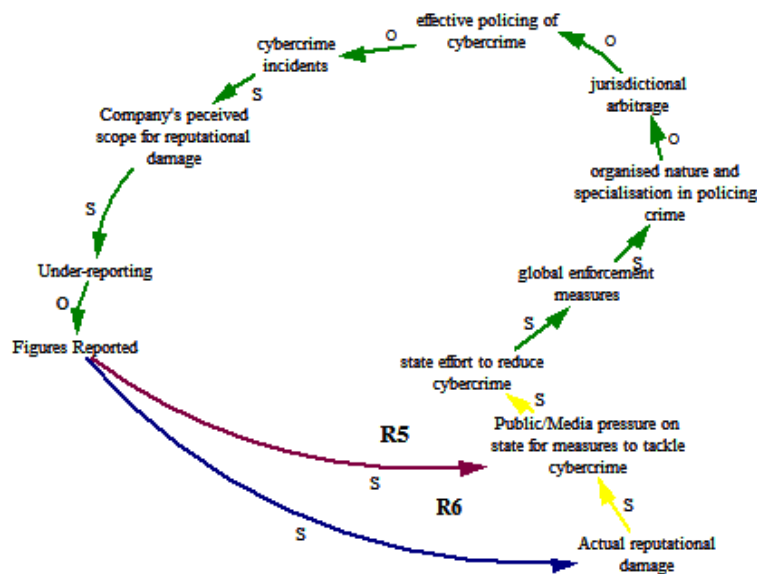 effective policing of
cybercrime
O
O
cybercrime
incidents
S
jurisdictional
arbitrage
Company's peceived
scope for reputational
damage
O
organised nature and
specialisation in policing
crime
S
Under-reporting
S
global enforcement
measures
O
Figures Reported
S
state effort to reduce
cybercrime
S
Public/Media pressure on
state for measures to tackle
cybercrime
R5
S
R6
S
S
Actual reputational
damage